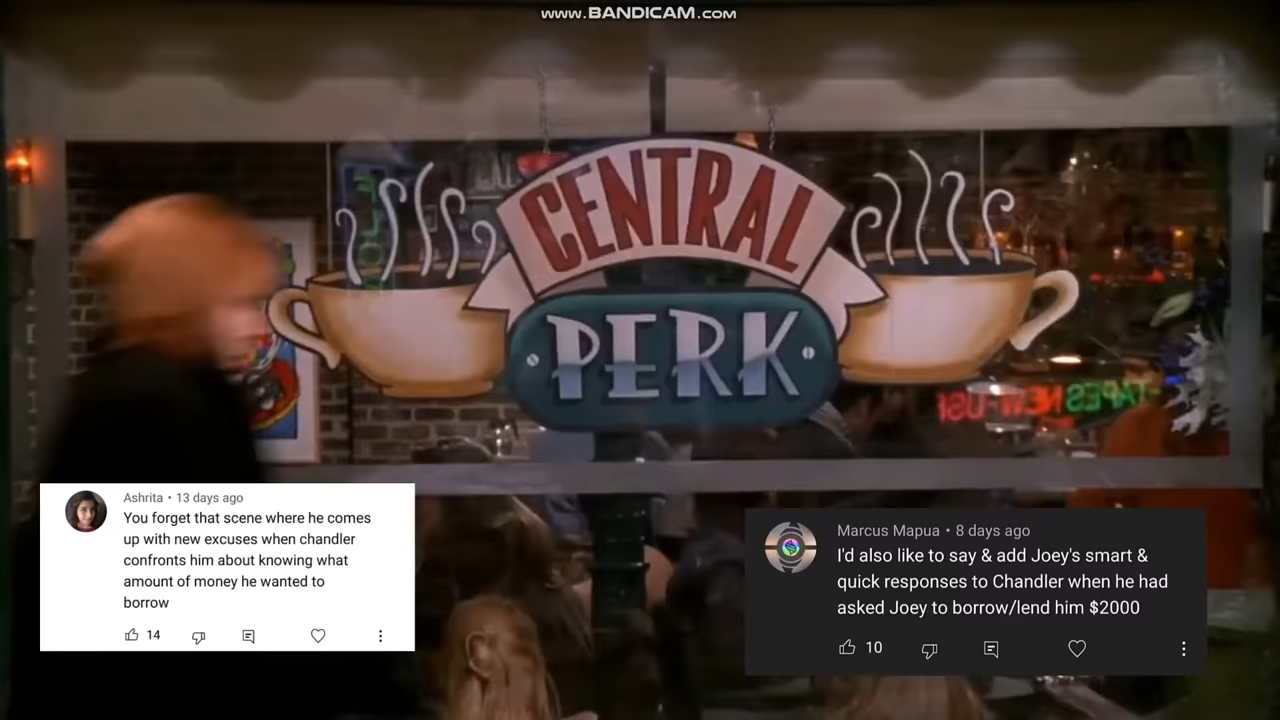 www.BANDICAM.com
CENTRAL
PERK
TAPES NEW USE
Ashrita • 13 days ago
You forget that scene where he comes
up with new excuses when chandler
confronts him about knowing what
amount of money he wanted to
borrow
14
Marcus Mapua • 8 days ago
I'd also like to say & add Joey's smart &
quick responses to Chandler when he had
asked Joey to borrow/lend him $2000
10